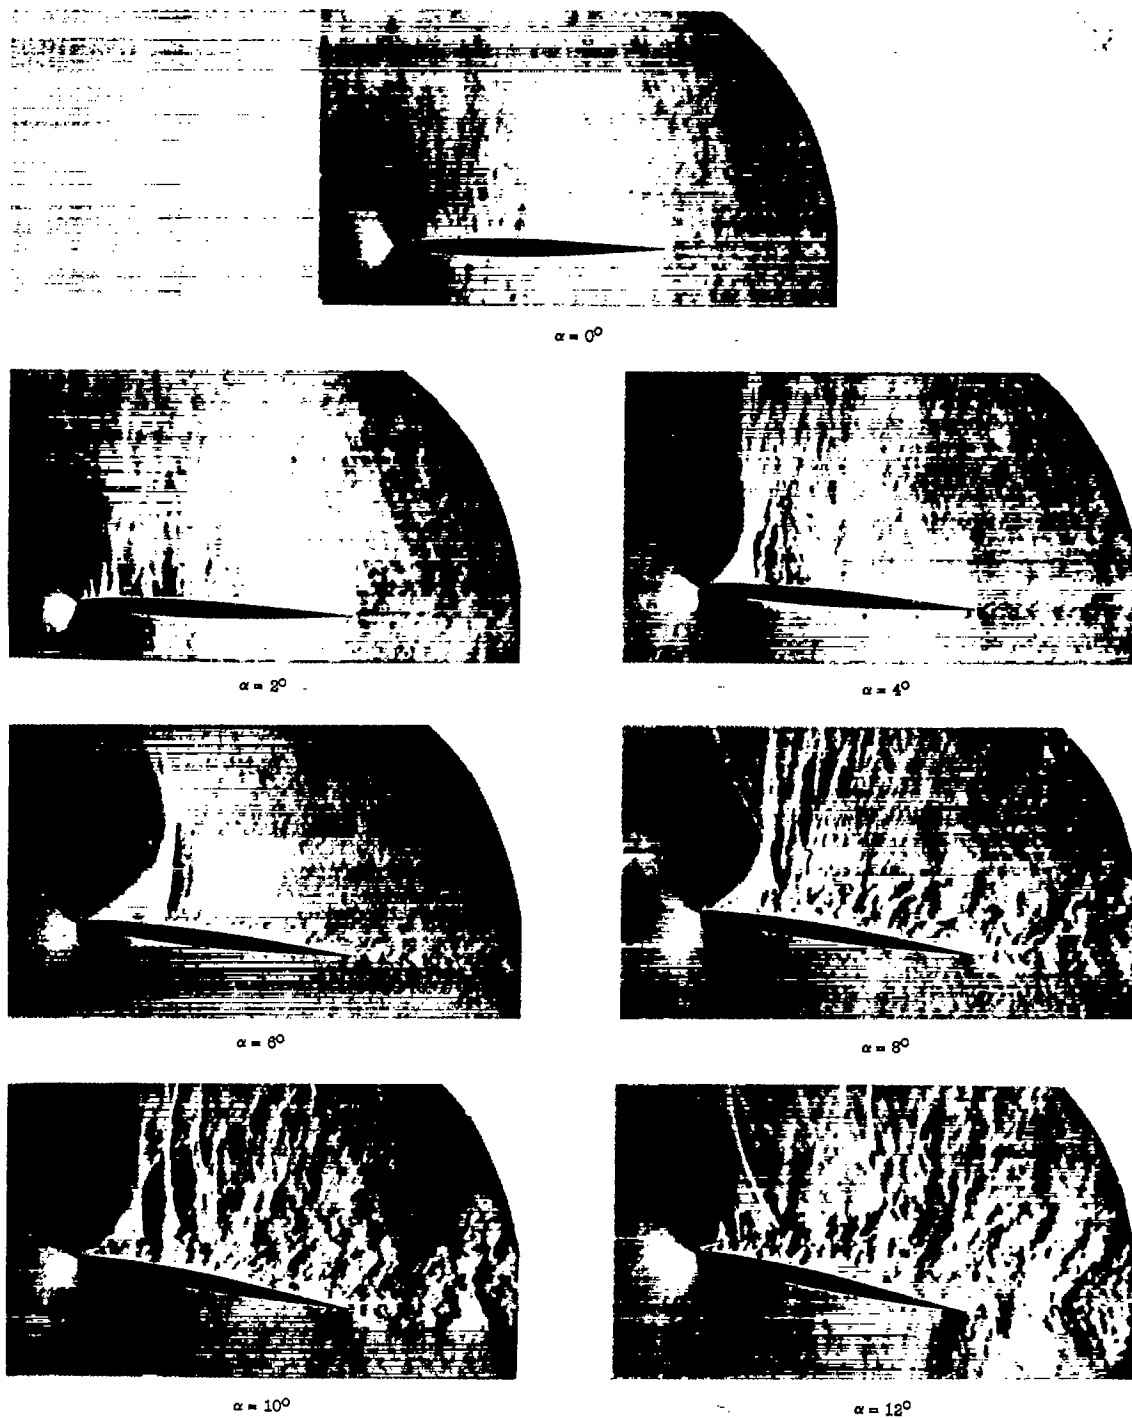 α = 0°
α = 2°
α = 4°
α = 6°
α = 8°
α = 10°
α = 12°